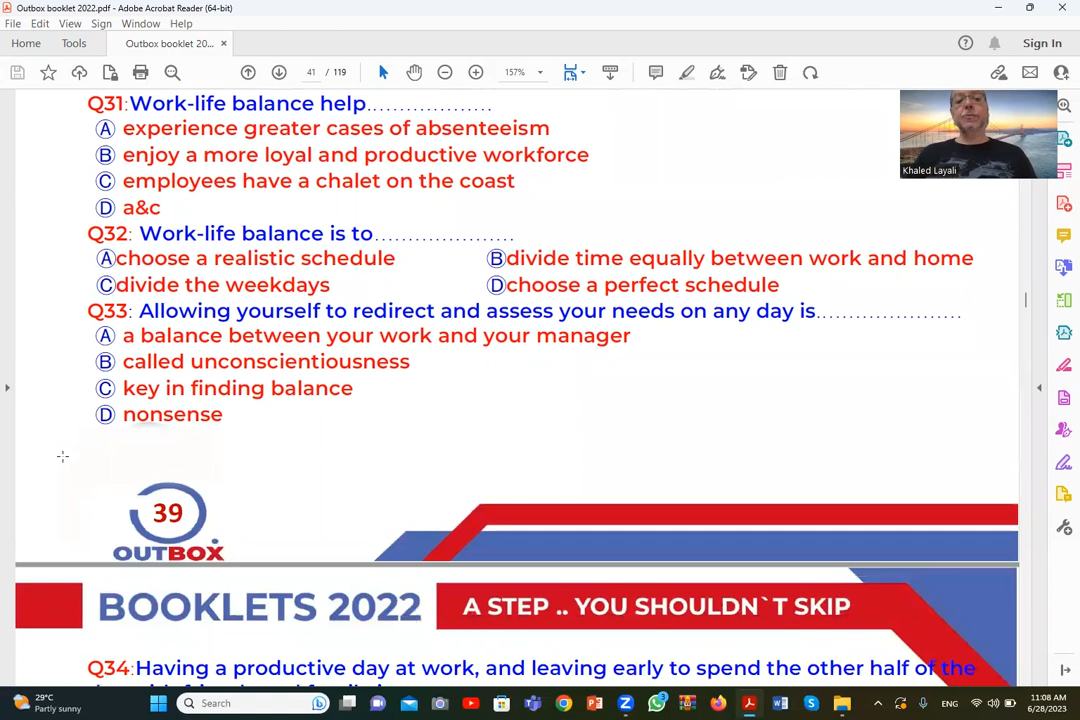 Outbox booklet 2022.pdf - Adobe Acrobat Reader (64-bit)
File Edit View Sign Window Help
Home Tools Outbox booklet 20... × Sign In
41 / 119 157%
Q31:Work-life balance help...................
A experience greater cases of absenteeism
B enjoy a more loyal and productive workforce
C employees have a chalet on the coast
D a&c
Q32: Work-life balance is to.....................
A choose a realistic schedule B divide time equally between work and home
C divide the weekdays D choose a perfect schedule
Q33: Allowing yourself to redirect and assess your needs on any day is.....................
A a balance between your work and your manager
B called unconscientiousness
C key in finding balance
D nonsense
Khaled Layali
39
OUTBOX
BOOKLETS 2022 A STEP .. YOU SHOULDN`T SKIP
Q34:Having a productive day at work, and leaving early to spend the other half of the
29°C
Partly sunny
Search
3
ENG
11:08 AM
6/28/2023